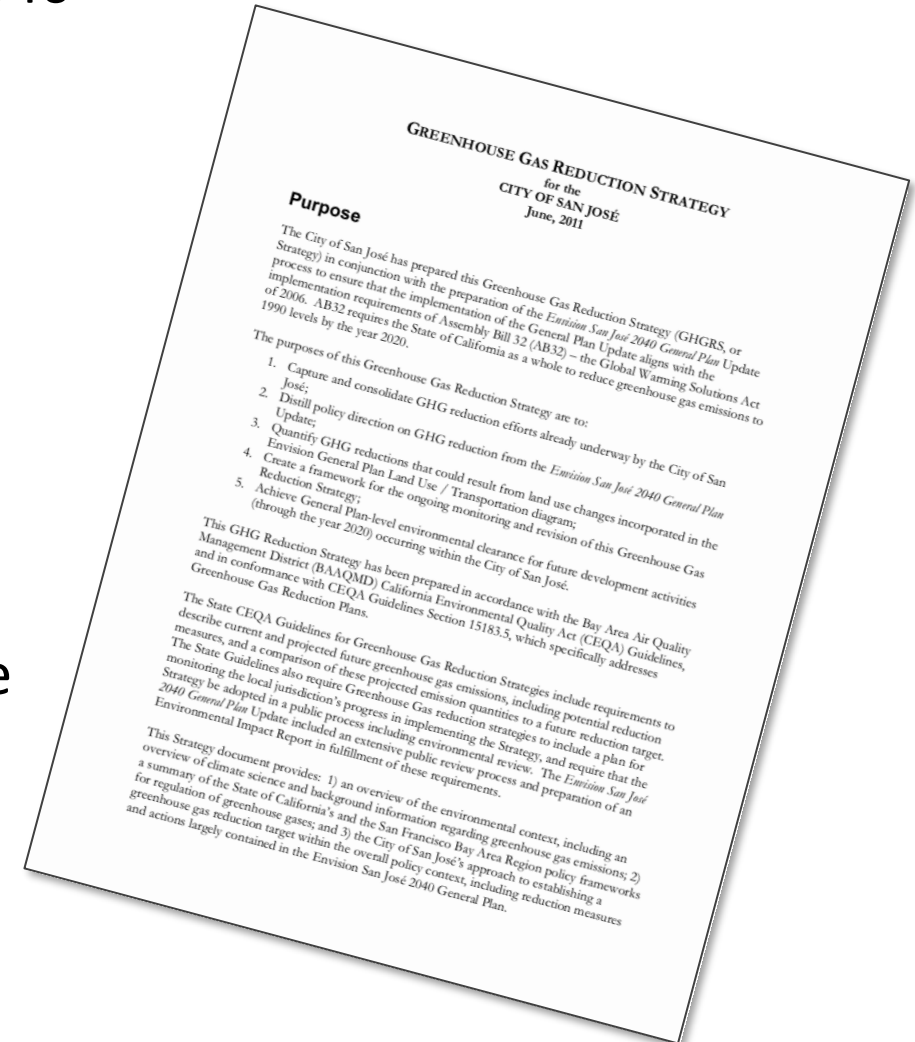 GREENHOUSE GAS REDUCTION STRATEGY
for the
CITY OF SAN JOSÉ
June, 2011
Purpose
The City of San José has prepared this Greenhouse Gas Reduction Strategy (GHGRS, or
Strategy) in conjunction with the preparation of the Envision San José 2040 General Plan Update
process to ensure that the implementation of the General Plan Update aligns with the
implementation requirements of Assembly Bill 32 (AB32) – the Global Warming Solutions Act
of 2006. AB32 requires the State of California as a whole to reduce greenhouse gas emissions to
1990 levels by the year 2020.
The purposes of this Greenhouse Gas Reduction Strategy are to:
1. Capture and consolidate GHG reduction efforts already underway by the City of San
José;
2. Distill policy direction on GHG reduction from the Envision San José 2040 General Plan
Update;
3. Quantify GHG reductions that could result from land use changes incorporated in the
Envision General Plan Land Use / Transportation diagram;
4. Create a framework for the ongoing monitoring and revision of this Greenhouse Gas
Reduction Strategy;
5. Achieve General Plan-level environmental clearance for future development activities
(through the year 2020) occurring within the City of San José.
This GHG Reduction Strategy has been prepared in accordance with the Bay Area Air Quality
Management District (BAAQMD) California Environmental Quality Act (CEQA) Guidelines,
and in conformance with CEQA Guidelines Section 15183.5, which specifically addresses
Greenhouse Gas Reduction Plans.
The State CEQA Guidelines for Greenhouse Gas Reduction Strategies include requirements to
describe current and projected future greenhouse gas emissions, including potential reduction
measures, and a comparison of these projected emission quantities to a future reduction target.
The State Guidelines also require Greenhouse Gas reduction strategies to include a plan for
monitoring the local jurisdiction's progress in implementing the Strategy, and require that the
Strategy be adopted in a public process including environmental review. The Envision San José
2040 General Plan Update included an extensive public review process and preparation of an
Environmental Impact Report in fulfillment of these requirements.
This Strategy document provides: 1) an overview of the environmental context, including an
overview of climate science and background information regarding greenhouse gas emissions; 2)
a summary of the State of California's and the San Francisco Bay Area Region policy frameworks
for regulation of greenhouse gases; and 3) the City of San José's approach to establishing a
greenhouse gas reduction target within the overall policy context, including reduction measures
and actions largely contained in the Envision San José 2040 General Plan.
e